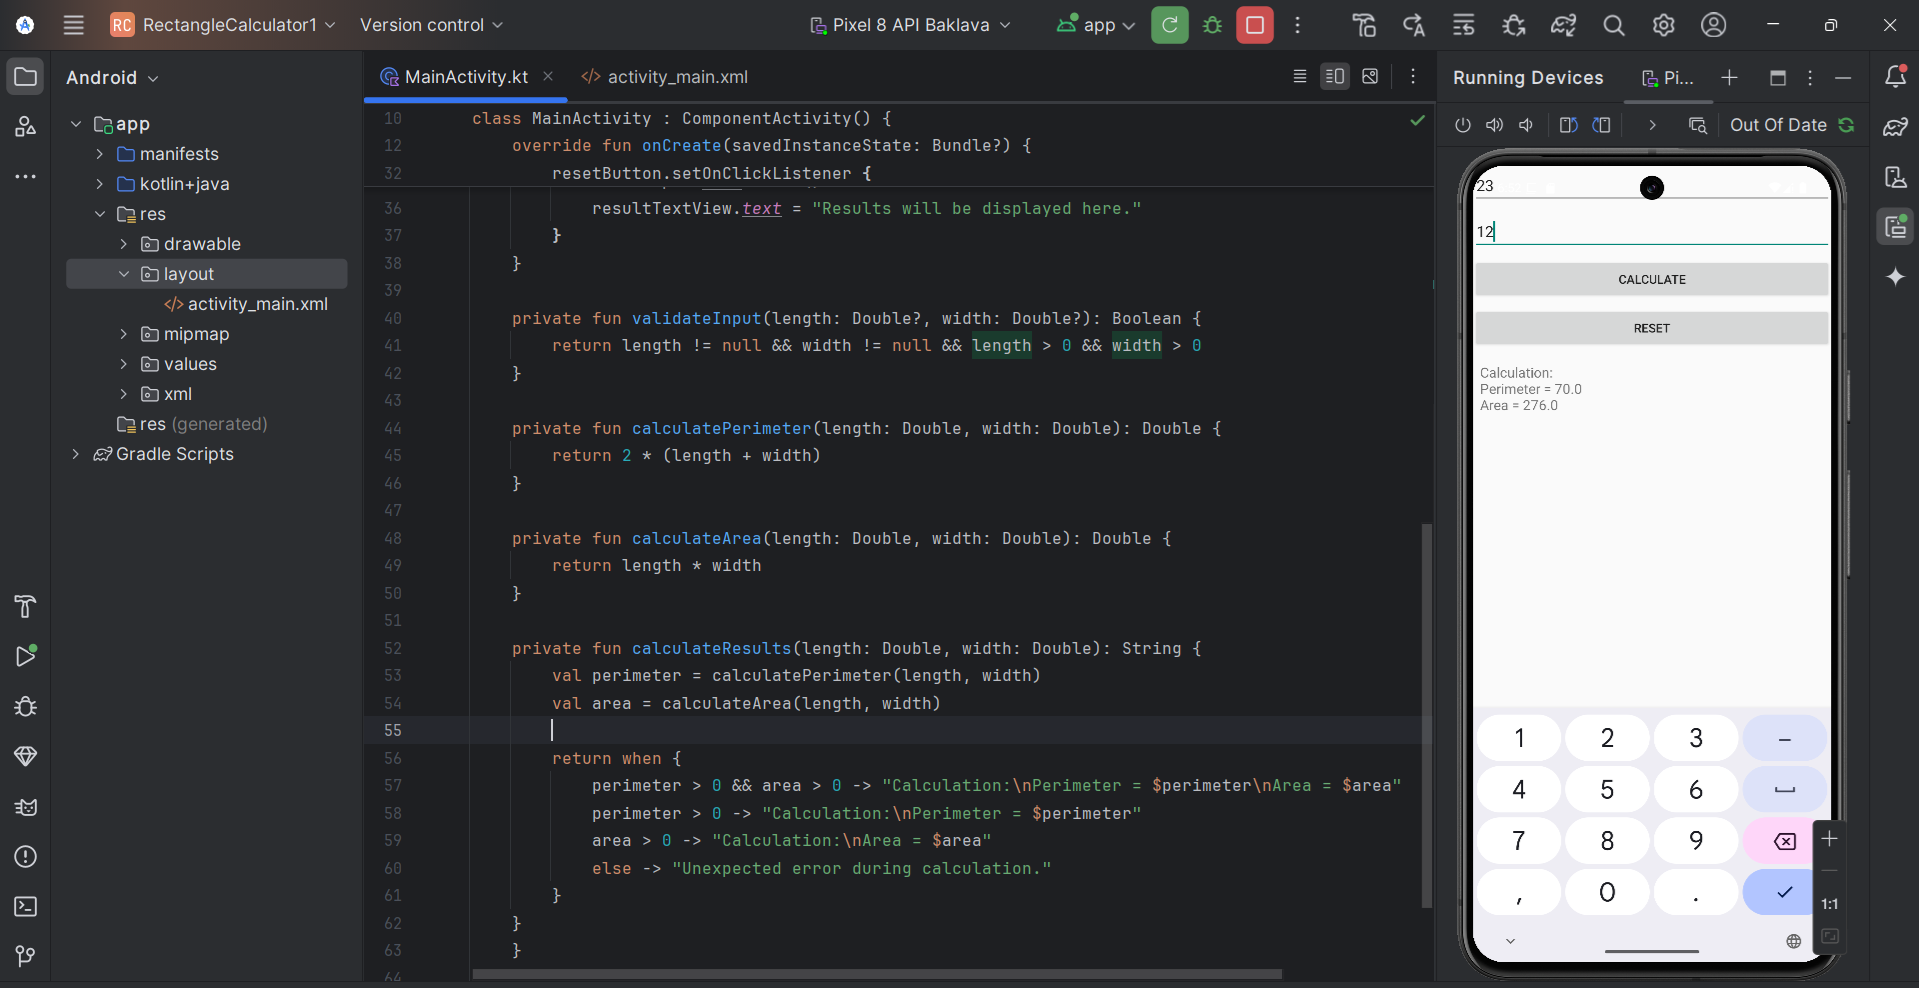 RC RectangleCalculator1 Version control Pixel 8 API Baklava app
Android
app
manifests
kotlin+java
res
drawable
layout
activity_main.xml
mipmap
values
xml
res (generated)
Gradle Scripts
MainActivity.kt activity_main.xml
10 class MainActivity : ComponentActivity() {
12 override fun onCreate(savedInstanceState: Bundle?) {
32 resetButton.setOnClickListener {
36 resultTextView.text = "Results will be displayed here."
37 }
38 }
39
40 private fun validateInput(length: Double?, width: Double?): Boolean {
41 return length != null && width != null && length > 0 && width > 0
42 }
43
44 private fun calculatePerimeter(length: Double, width: Double): Double {
45 return 2 * (length + width)
46 }
47
48 private fun calculateArea(length: Double, width: Double): Double {
49 return length * width
50 }
51
52 private fun calculateResults(length: Double, width: Double): String {
53 val perimeter = calculatePerimeter(length, width)
54 val area = calculateArea(length, width)
55
56 return when {
57 perimeter > 0 && area > 0 -> "Calculation:\nPerimeter = $perimeter\nArea = $area"
58 perimeter > 0 -> "Calculation:\nPerimeter = $perimeter"
59 area > 0 -> "Calculation:\nArea = $area"
60 else -> "Unexpected error during calculation."
61 }
62 }
63 }
64
Running Devices Pi...
Out Of Date
23
12
CALCULATE
RESET
Calculation:
Perimeter = 70.0
Area = 276.0
1 2 3 –
4 5 6
7 8 9
, 0 .
1:1